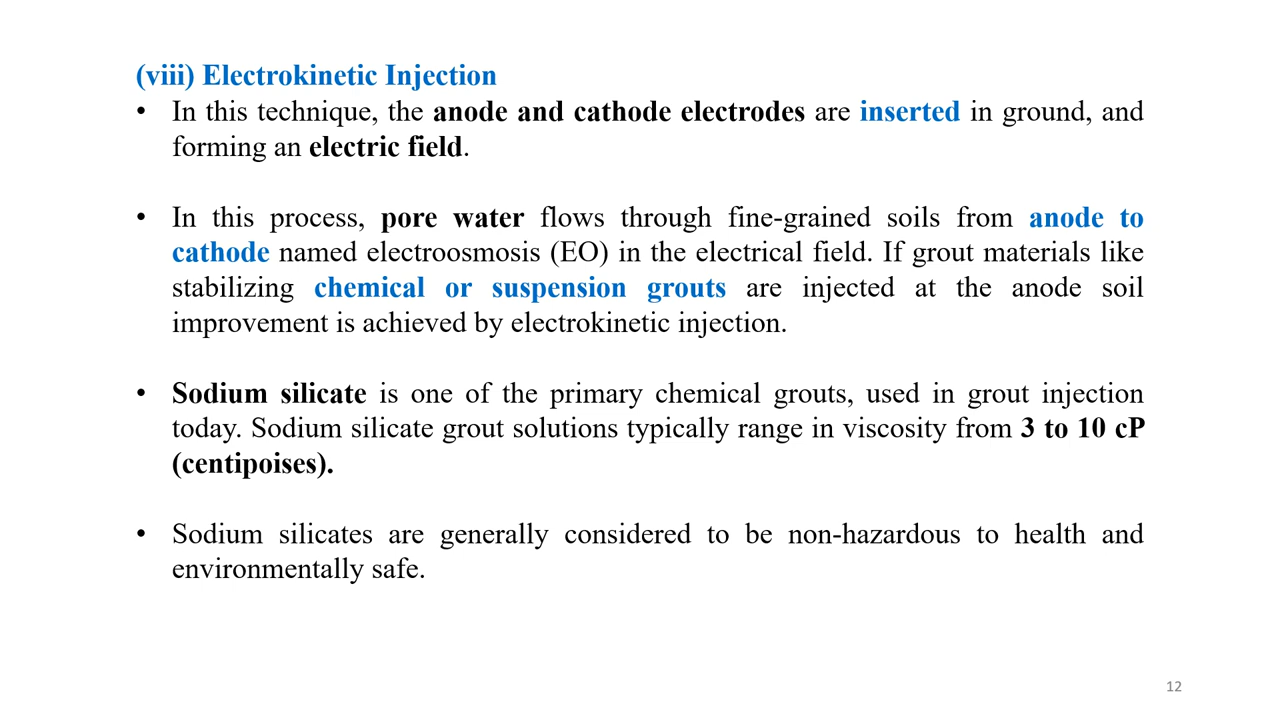 (viii) Electrokinetic Injection
• In this technique, the anode and cathode electrodes are inserted in ground, and
forming an electric field.
• In this process, pore water flows through fine-grained soils from anode to
cathode named electroosmosis (EO) in the electrical field. If grout materials like
stabilizing chemical or suspension grouts are injected at the anode soil
improvement is achieved by electrokinetic injection.
• Sodium silicate is one of the primary chemical grouts, used in grout injection
today. Sodium silicate grout solutions typically range in viscosity from 3 to 10 cP
(centipoises).
• Sodium silicates are generally considered to be non-hazardous to health and
environmentally safe.
12